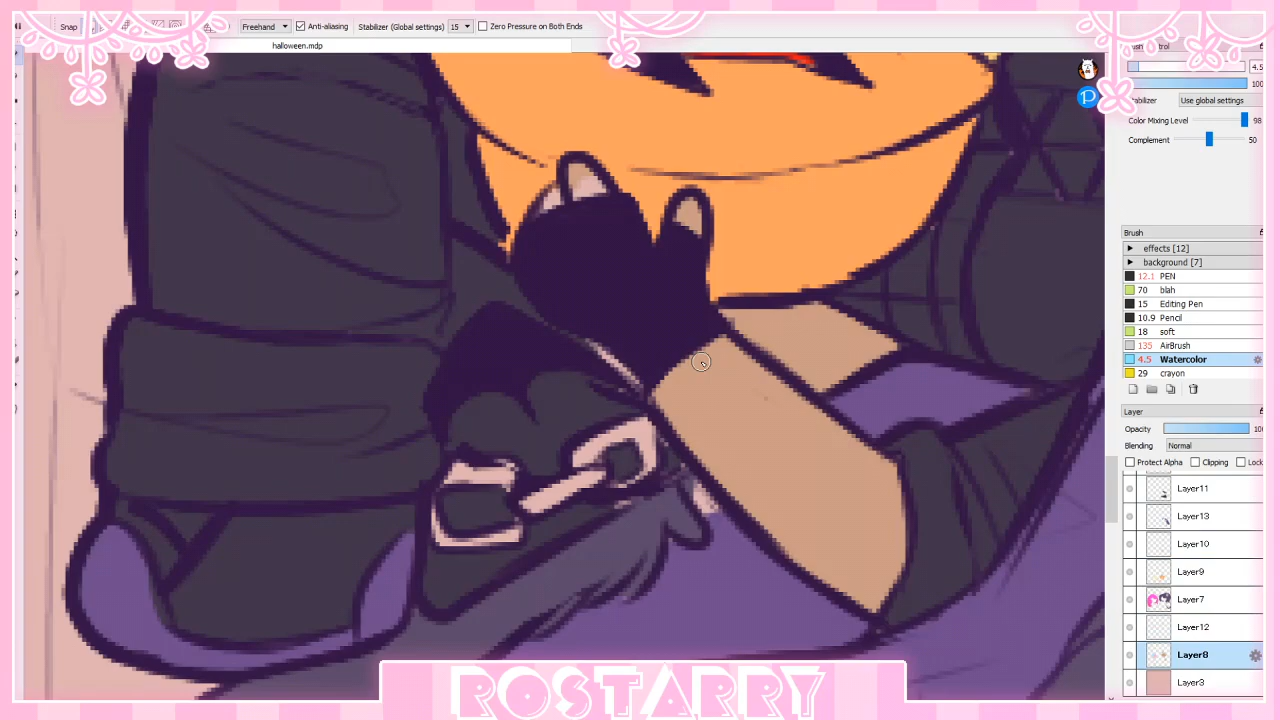 Snap Freehand Anti-aliasing Stabilizer (Global settings) 15 Zero Pressure on Both Ends
halloween.mdp
4.5
100
Use global settings
Color Mixing Level 98
Complement 50
Brush
effects [12]
background [7]
12.1 PEN
70 blah
15 Editing Pen
10.9 Pencil
18 soft
135 AirBrush
4.5 Watercolor
29 crayon
Layer
Opacity
Blending Normal
Protect Alpha Clipping
Layer11
Layer13
Layer10
Layer9
Layer7
Layer12
Layer8
Layer3
P
ROSTARRY